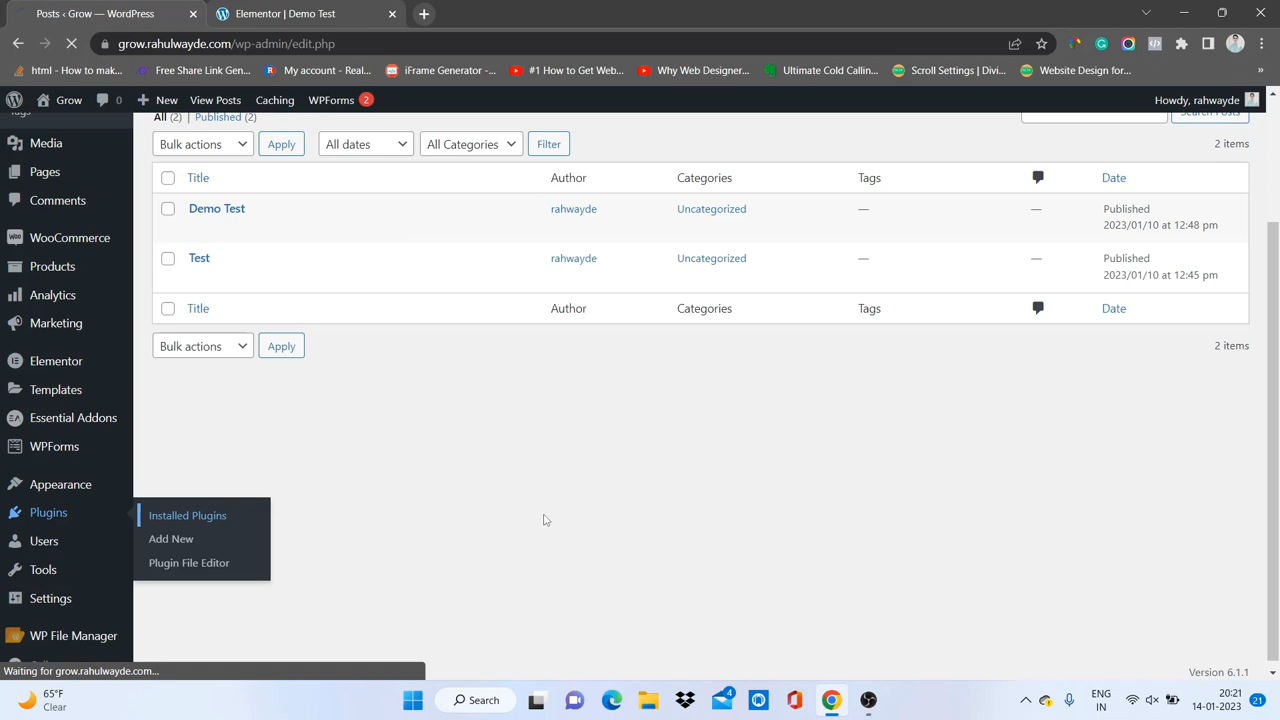 Posts ‹ Grow — WordPress
Elementor | Demo Test
grow.rahulwayde.com/wp-admin/edit.php
html - How to mak...
Free Share Link Gen...
My account - Real...
iFrame Generator -...
#1 How to Get Web...
Why Web Designer...
Ultimate Cold Callin...
Scroll Settings | Divi...
Website Design for...
»
Grow
0
New
View Posts
Caching
WPForms 2
Howdy, rahwayde
Tags
Media
Pages
Comments
WooCommerce
Products
Analytics
Marketing
Elementor
Templates
Essential Addons
WPForms
Appearance
Plugins
Users
Tools
Settings
WP File Manager
Installed Plugins
Add New
Plugin File Editor
All (2) | Published (2)
Search Posts
Bulk actions
Apply
All dates
All Categories
Filter
2 items
Title Author Categories Tags Date
Demo Test rahwayde Uncategorized — — Published
2023/01/10 at 12:48 pm
Test rahwayde Uncategorized — — Published
2023/01/10 at 12:45 pm
Title Author Categories Tags Date
Bulk actions
Apply
2 items
Version 6.1.1
Waiting for grow.rahulwayde.com...
65°F
Clear
Search
4
ENG
IN
20:21
14-01-2023
21